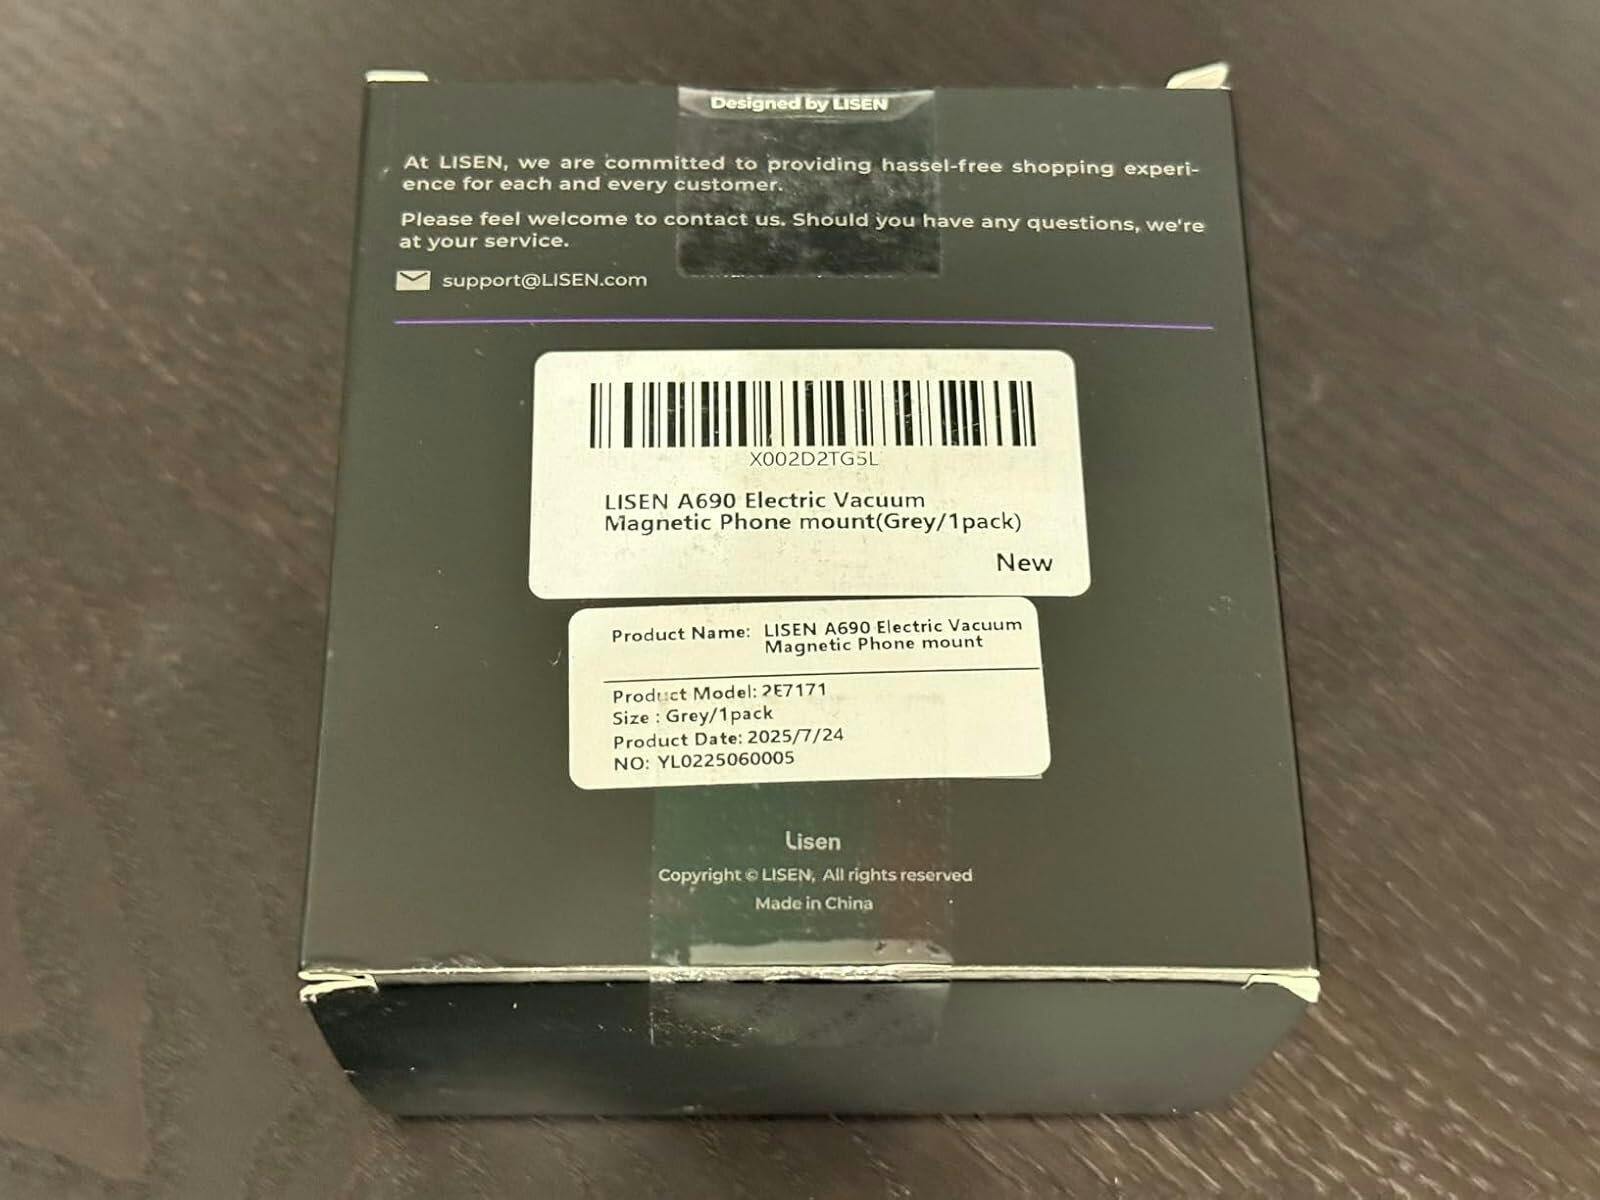 Designed by LISEN
At LISEN, we are committed to providing hassel-free shopping experi-
ence for each and every customer.
Please feel welcome to contact us. Should you have any questions, we're
at your service.
support@LISEN.com
X002D2TG5L
LISEN A690 Electric Vacuum
Magnetic Phone mount(Grey/1pack)
New
Product Name: LISEN A690 Electric Vacuum
Magnetic Phone mount
Product Model: 2E7171
Size : Grey/1pack
Product Date: 2025/7/24
NO: YL0225060005
Lisen
Copyright © LISEN, All rights reserved
Made in China